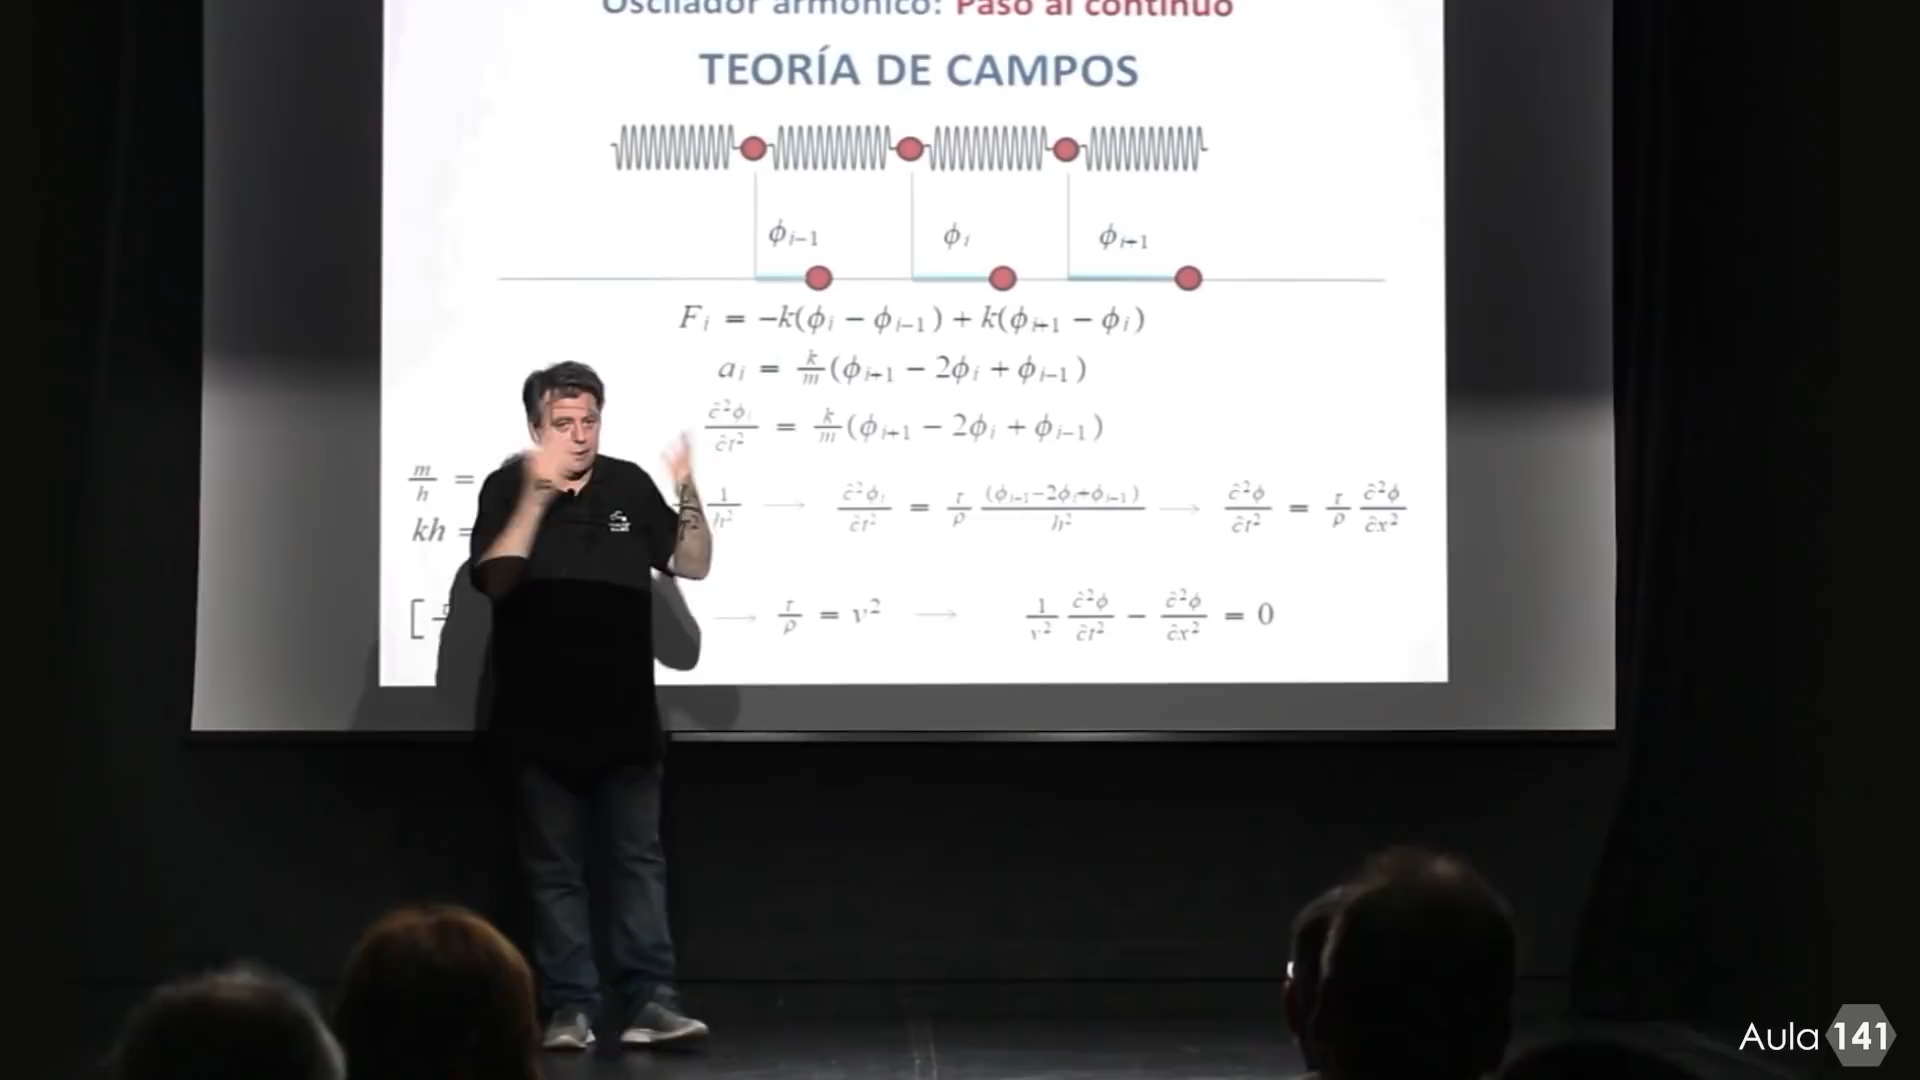 Oscilador armónico: Paso al continuo
TEORÍA DE CAMPOS
ϕᵢ₋₁ ϕᵢ ϕᵢ₊₁
Fᵢ = −k(ϕᵢ − ϕᵢ₋₁) + k(ϕᵢ₊₁ − ϕᵢ)
aᵢ = k/m (ϕᵢ₊₁ − 2ϕᵢ + ϕᵢ₋₁)
∂²ϕᵢ/∂t² = k/m (ϕᵢ₊₁ − 2ϕᵢ + ϕᵢ₋₁)
m/h =
kh =
1/h² → ∂²ϕᵢ/∂t² = τ/ρ (ϕᵢ₊₁−2ϕᵢ+ϕᵢ₋₁)/h² → ∂²ϕ/∂t² = τ/ρ ∂²ϕ/∂x²
[ → τ/ρ = v² → 1/v² ∂²ϕ/∂t² − ∂²ϕ/∂x² = 0
Aula 141